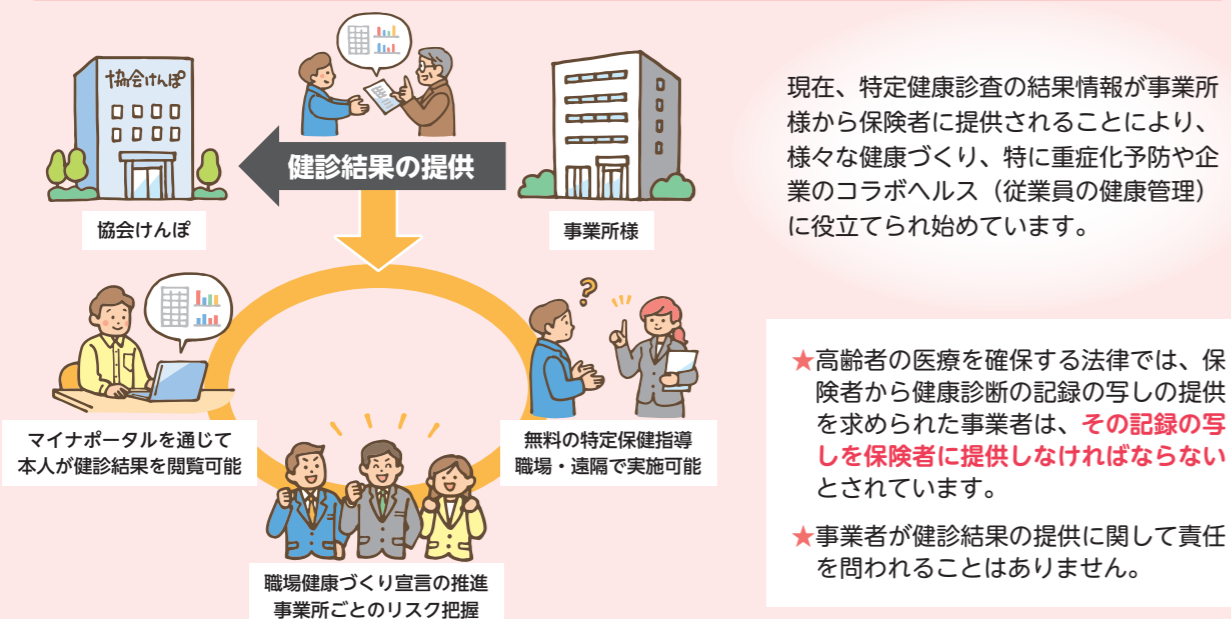 協会けんぽ
健診結果の提供
協会けんぽ
事業所様
現在、特定健康診査の結果情報が事業所
様から保険者に提供されることにより、
様々な健康づくり、特に重症化予防や企
業のコラボヘルス（従業員の健康管理）
に役立てられ始めています。
?
マイナポータルを通じて
本人が健診結果を閲覧可能
無料の特定保健指導
職場・遠隔で実施可能
職場健康づくり宣言の推進
事業所ごとのリスク把握
★高齢者の医療を確保する法律では、保
険者から健康診断の記録の写しの提供
を求められた事業者は、その記録の写
しを保険者に提供しなければならない
とされています。
★事業者が健診結果の提供に関して責任
を問われることはありません。